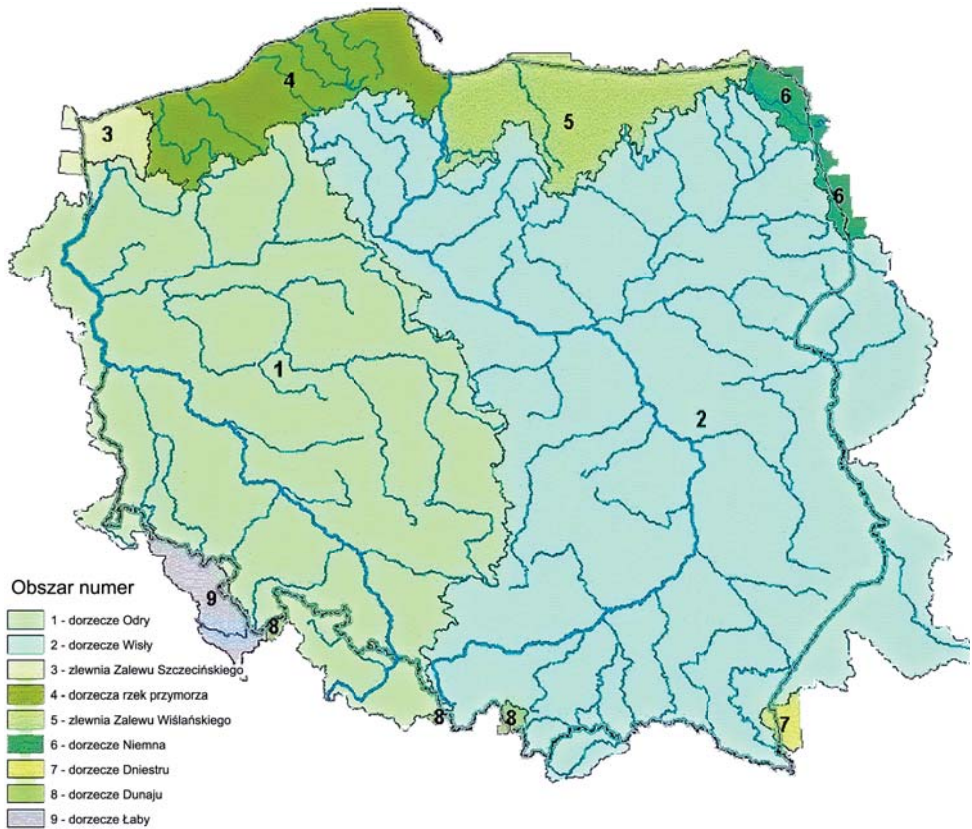 4
6
3
5
6
1
2
9
8
8
8
7
Obszar numer
1 - dorzecze Odry
2 - dorzecze Wisły
3 - zlewnia Zalewu Szczecińskiego
4 - dorzecza rzek przymorza
5 - zlewnia Zalewu Wiślańskiego
6 - dorzecze Niemna
7 - dorzecze Dniestru
8 - dorzecze Dunaju
9 - dorzecze Łaby